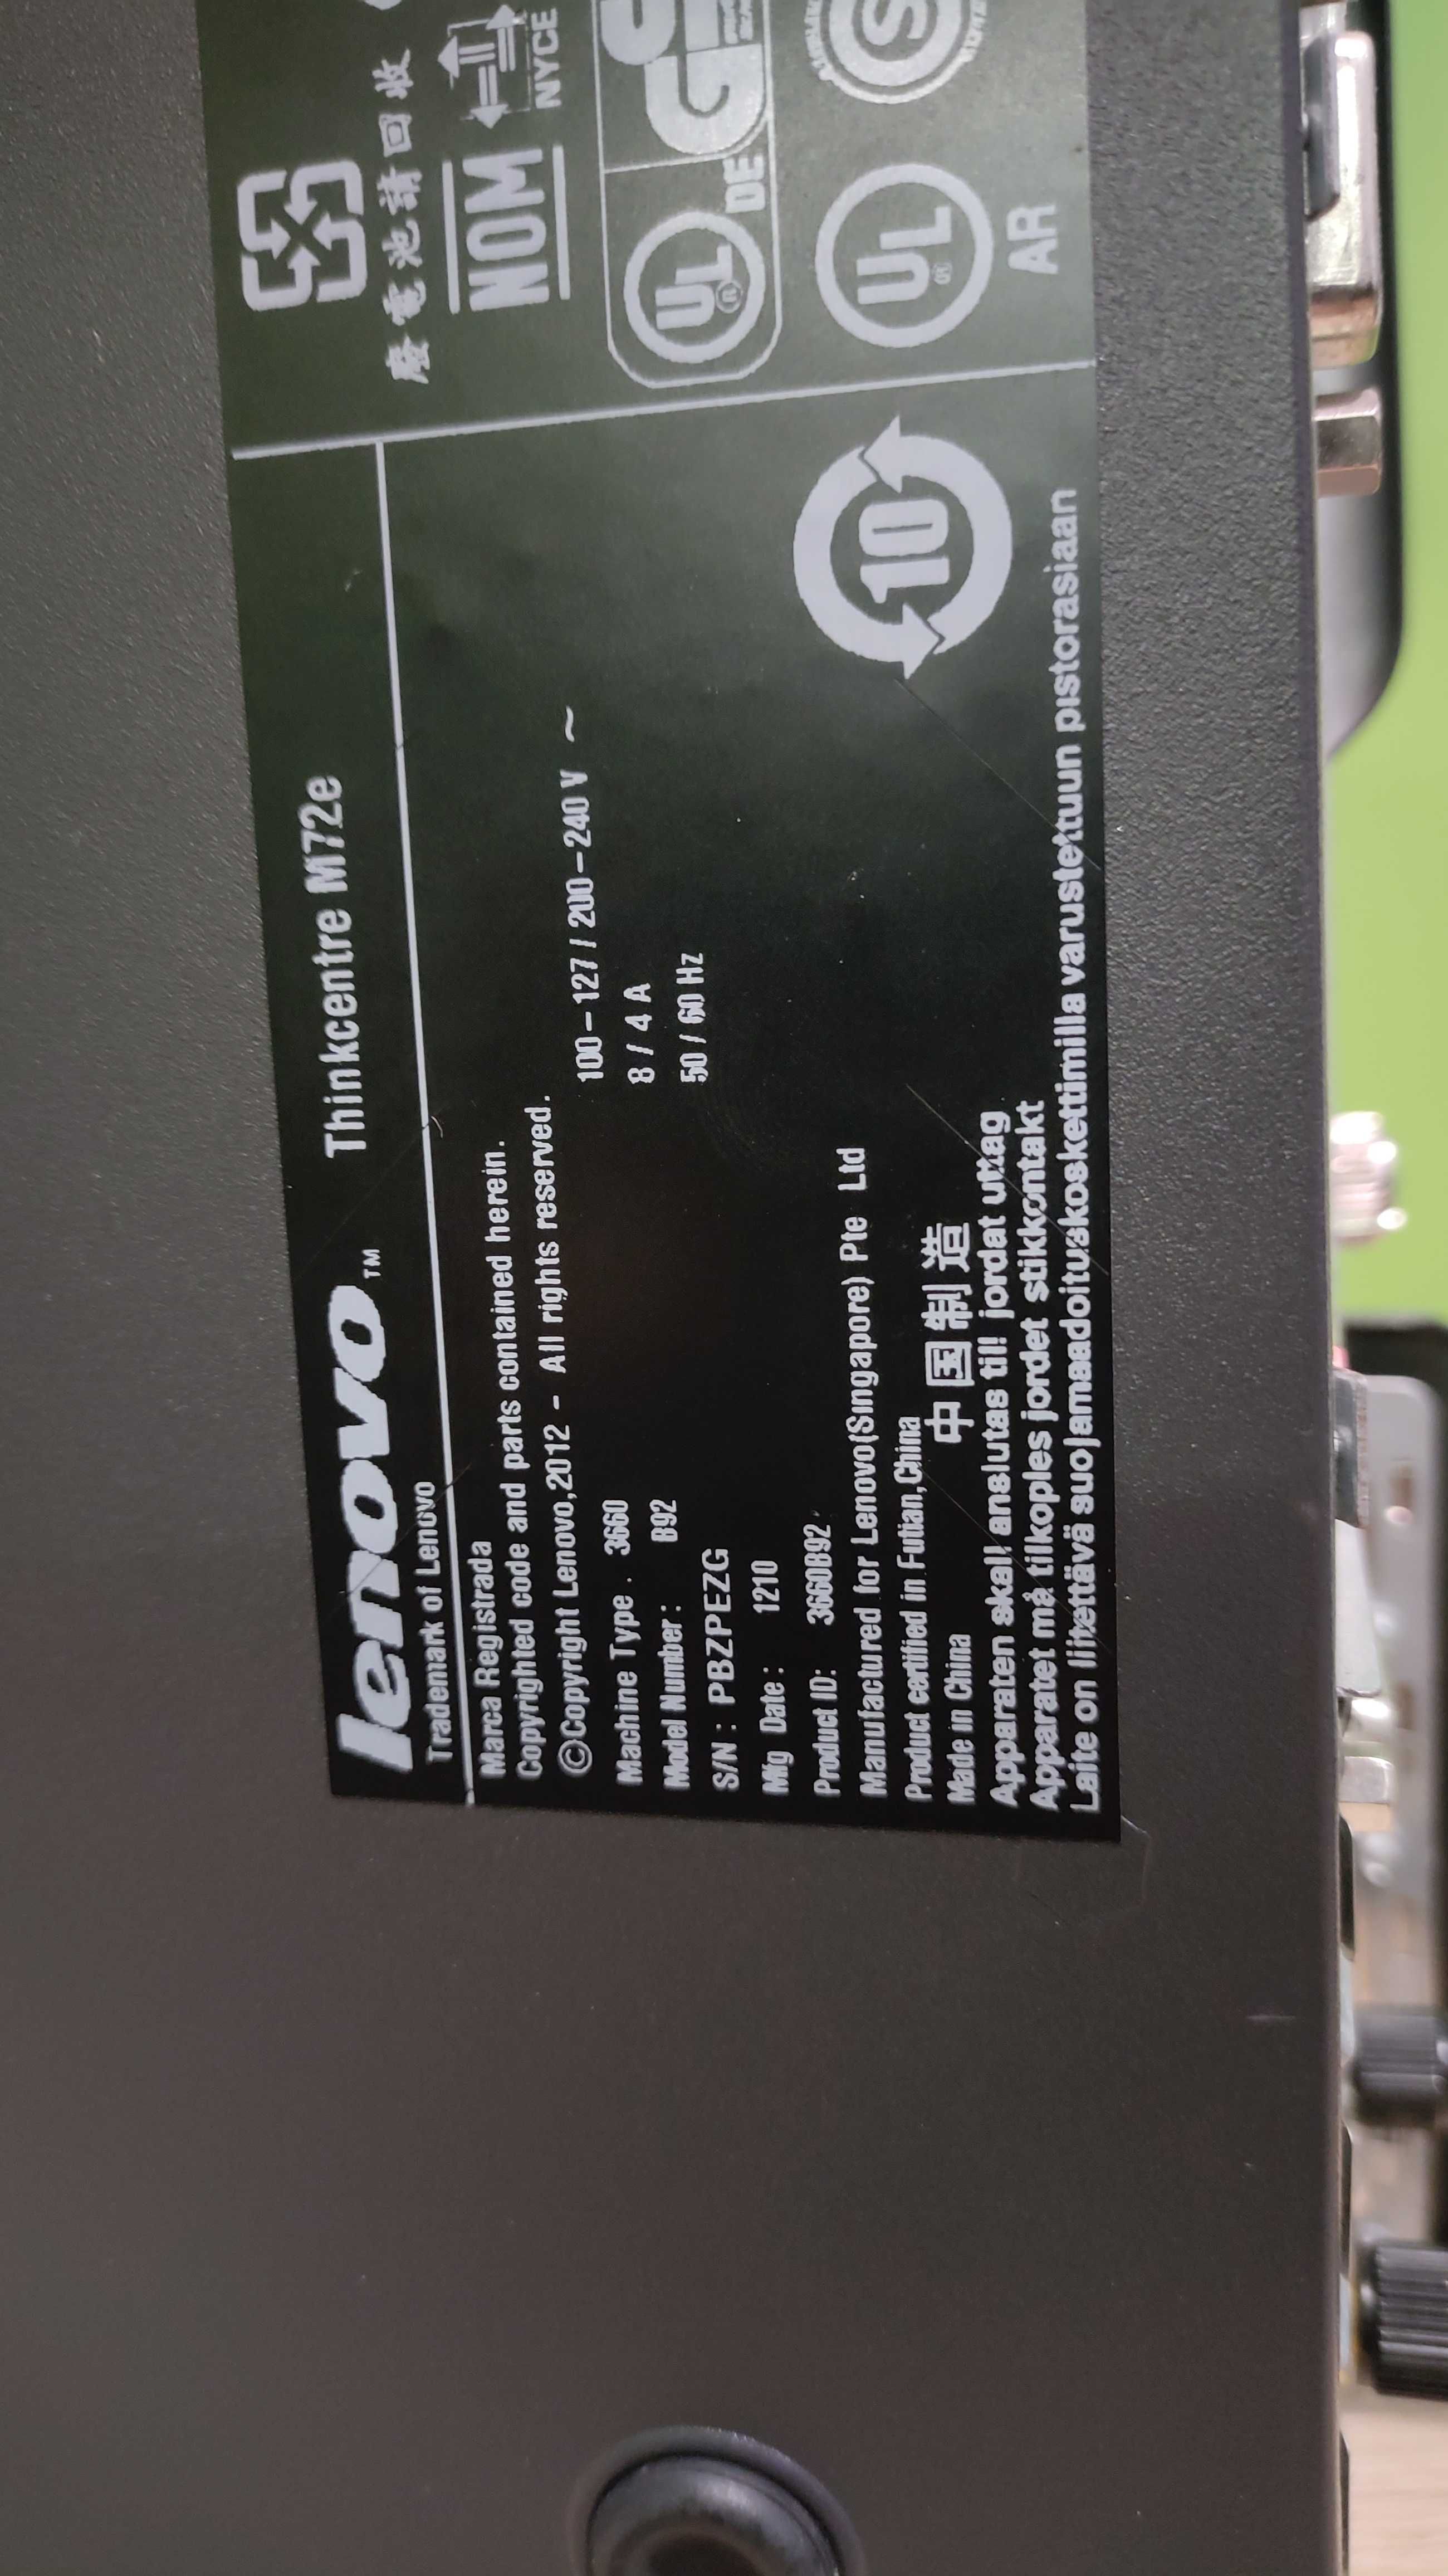 lenovo™ Thinkcentre M72e
Trademark of Lenovo
Marca Registrada
Copyrighted code and parts contained herein.
©Copyright Lenovo,2012 - All rights reserved.
Machine Type . 3660 100-127 / 200-240 V ~
Model Number: B92 8 / 4 A
S/N: PBZPEZG 50 / 60 Hz
Mfg Date: 1210
Product ID: 3660B92
Manufactured for Lenovo(Singapore) Pte Ltd
Product certified in Futian,China
Made in China 中国制造
Apparaten skall anslutas till jordat uttag
Apparatet må tilkoples jordet stikkontakt
Laite on liitettävä suojamaadoituskoskettimilla varustettuun pistorasiaan
10
廢電池請回收
NOM NYCE
UL DE GS
UL AR S